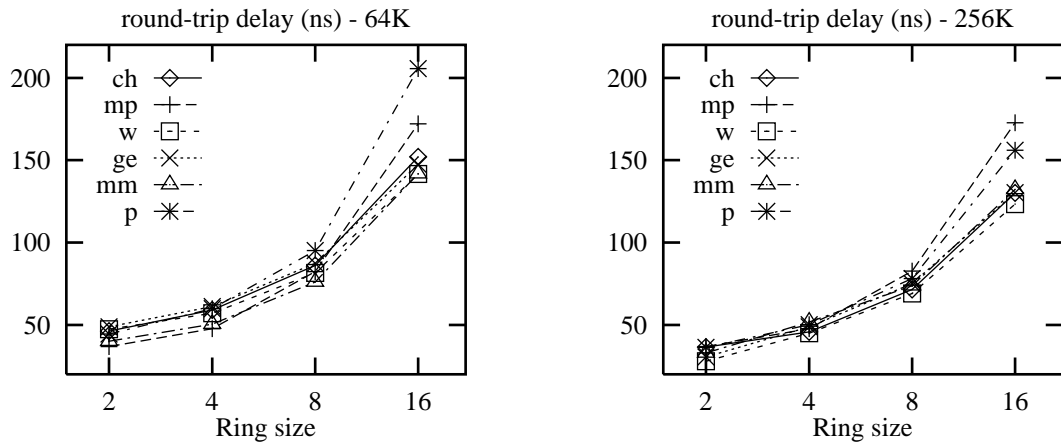 round-trip delay (ns) - 64K
200
150
100
50
ch
mp
w
ge
mm
p
2 4 8 16
Ring size
round-trip delay (ns) - 256K
200
150
100
50
ch
mp
w
ge
mm
p
2 4 8 16
Ring size